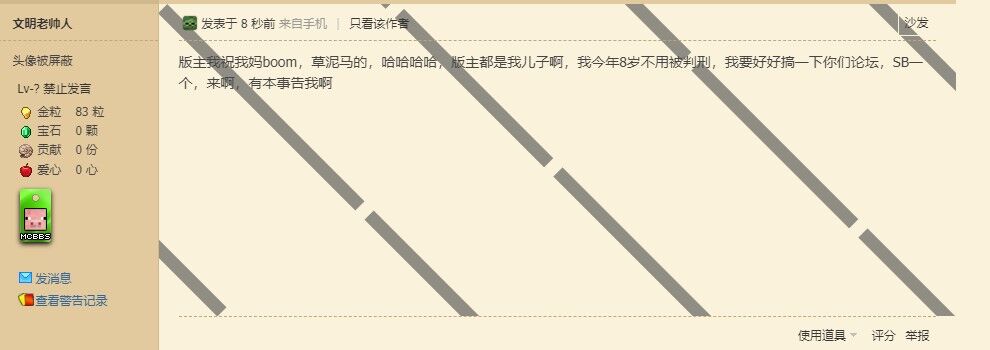 文明老帅人
发表于 8 秒前 来自手机 | 只看该作者
沙发
头像被屏蔽
Lv-? 禁止发言
金粒 83 粒
宝石 0 颗
贡献 0 份
爱心 0 心
MCBBS
发消息
查看警告记录
版主我祝我妈boom，草泥马的，哈哈哈哈，版主都是我儿子啊，我今年8岁不用被判刑，我要好好搞一下你们论坛，SB一
个，来啊，有本事告我啊
使用道具 评分 举报